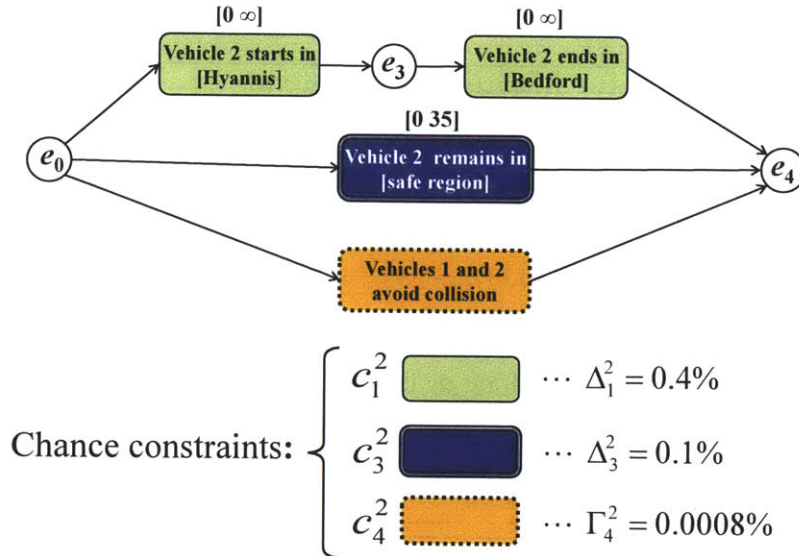 [0 ∞]
[0 ∞]
Vehicle 2 starts in
[Hyannis]
e₃
Vehicle 2 ends in
[Bedford]
[0 35]
e₀
Vehicle 2 remains in
[safe region]
e₄
Vehicles 1 and 2
avoid collision
Chance constraints:
c₁² ⋯ Δ₁² = 0.4%
c₃² ⋯ Δ₃² = 0.1%
c₄² ⋯ Γ₄² = 0.0008%